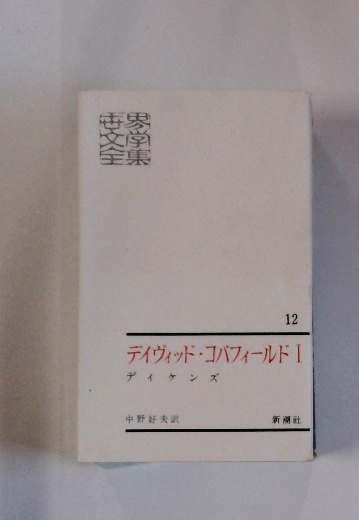 世界文学全集
12
デイヴィッド・コパフィールドⅠ
ディケンズ
中野好夫訳
新潮社